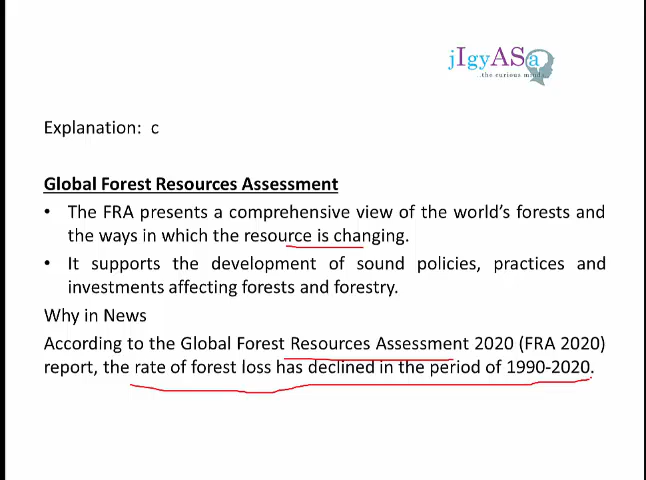 jIgyASa
...the curious minds...
Explanation: c
Global Forest Resources Assessment
• The FRA presents a comprehensive view of the world's forests and
the ways in which the resource is changing.
• It supports the development of sound policies, practices and
investments affecting forests and forestry.
Why in News
According to the Global Forest Resources Assessment 2020 (FRA 2020)
report, the rate of forest loss has declined in the period of 1990-2020.